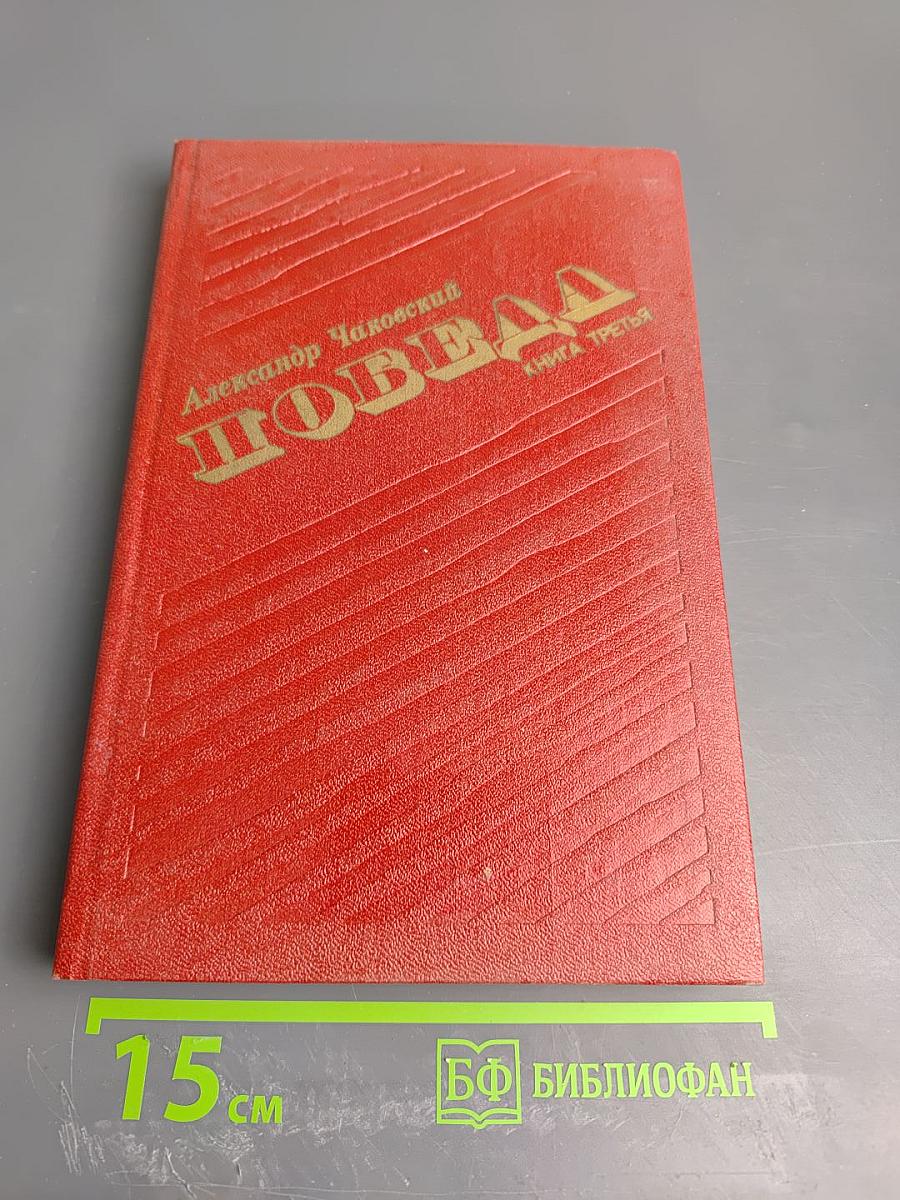 Александр Чаковский
ПОБЕДА
КНИГА ТРЕТЬЯ
15 см
БФ БИБЛИОФАН